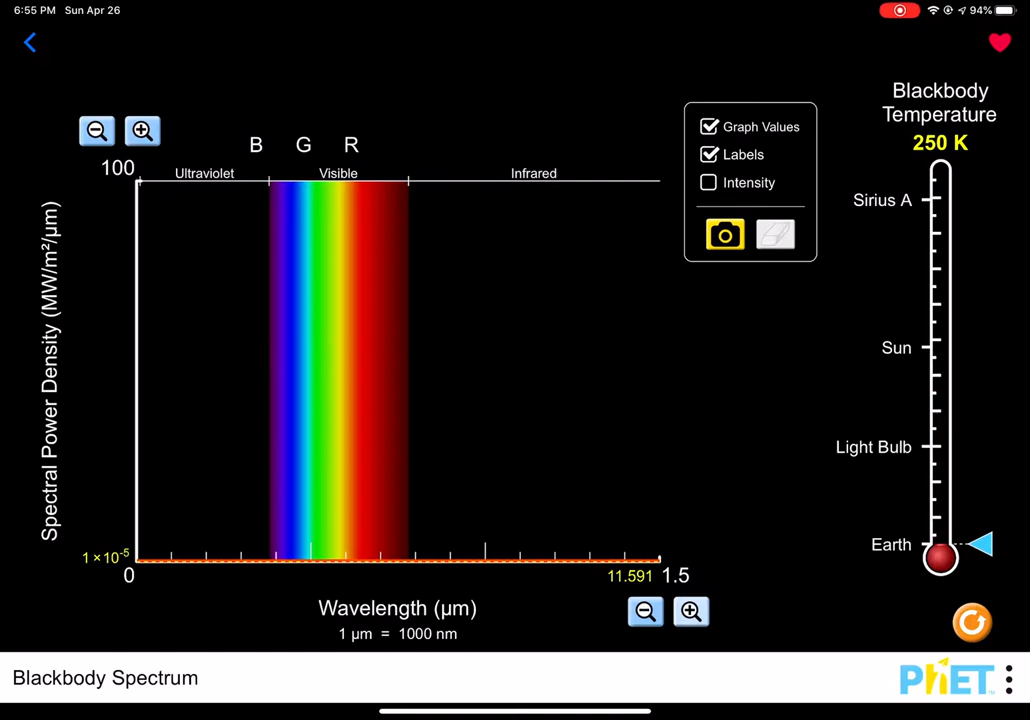 6:55 PM Sun Apr 26
94%
Blackbody
Temperature
250 K
B G R
100
Ultraviolet Visible Infrared
Graph Values
Labels
Intensity
Sirius A
Sun
Light Bulb
Earth
Spectral Power Density (MW/m²/μm)
1×10⁻⁵
0
11.591 1.5
Wavelength (μm)
1 μm = 1000 nm
Blackbody Spectrum
PhET